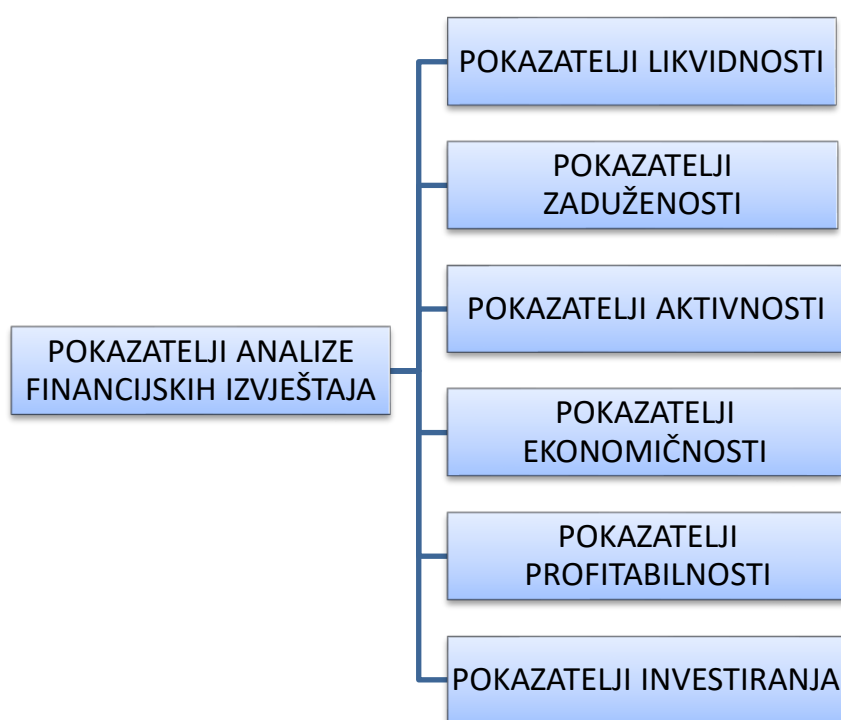 POKAZATELJI ANALIZE
FINANCIJSKIH IZVJEŠTAJA
POKAZATELJI LIKVIDNOSTI
POKAZATELJI
ZADUŽENOSTI
POKAZATELJI AKTIVNOSTI
POKAZATELJI
EKONOMIČNOSTI
POKAZATELJI
PROFITABILNOSTI
POKAZATELJI INVESTIRANJA